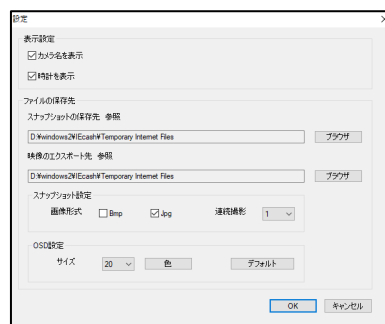 設定
表示設定
カメラ名を表示
時計を表示
ファイルの保存先
スナップショットの保存先 参照
D:¥windows2¥IEcash¥Temporary Internet Files
ブラウザ
映像のエクスポート先 参照
D:¥windows2¥IEcash¥Temporary Internet Files
ブラウザ
スナップショット設定
画像形式 Bmp Jpg 連続撮影 1
OSD設定
サイズ 20 色 デフォルト
OK キャンセル